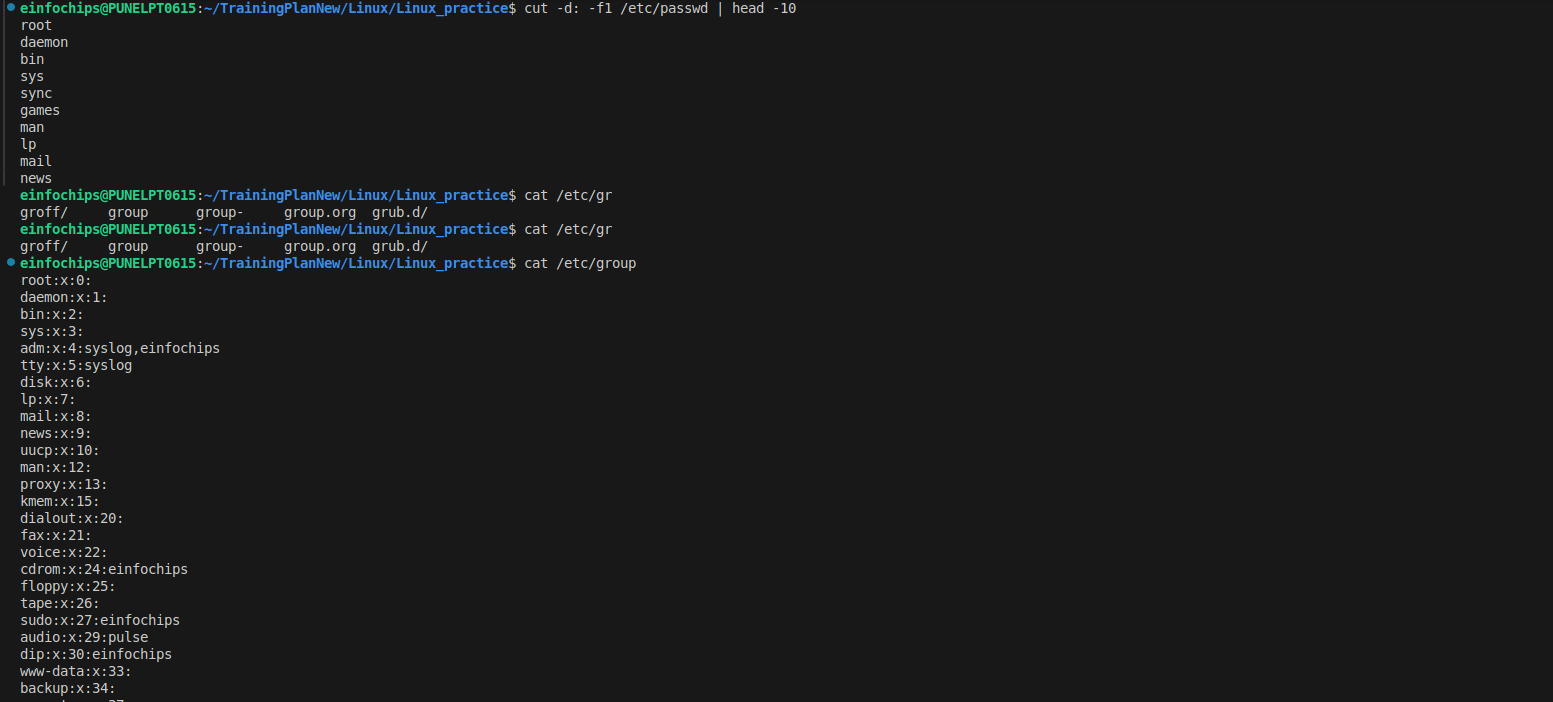 einfochips@PUNELPT0615:~/TrainingPlanNew/Linux/Linux_practice$ cut -d: -f1 /etc/passwd | head -10
root
daemon
bin
sys
sync
games
man
lp
mail
news
einfochips@PUNELPT0615:~/TrainingPlanNew/Linux/Linux_practice$ cat /etc/gr
groff/     group      group-     group.org  grub.d/
einfochips@PUNELPT0615:~/TrainingPlanNew/Linux/Linux_practice$ cat /etc/gr
groff/     group      group-     group.org  grub.d/
einfochips@PUNELPT0615:~/TrainingPlanNew/Linux/Linux_practice$ cat /etc/group
root:x:0:
daemon:x:1:
bin:x:2:
sys:x:3:
adm:x:4:syslog,einfochips
tty:x:5:syslog
disk:x:6:
lp:x:7:
mail:x:8:
news:x:9:
uucp:x:10:
man:x:12:
proxy:x:13:
kmem:x:15:
dialout:x:20:
fax:x:21:
voice:x:22:
cdrom:x:24:einfochips
floppy:x:25:
tape:x:26:
sudo:x:27:einfochips
audio:x:29:pulse
dip:x:30:einfochips
www-data:x:33:
backup:x:34: